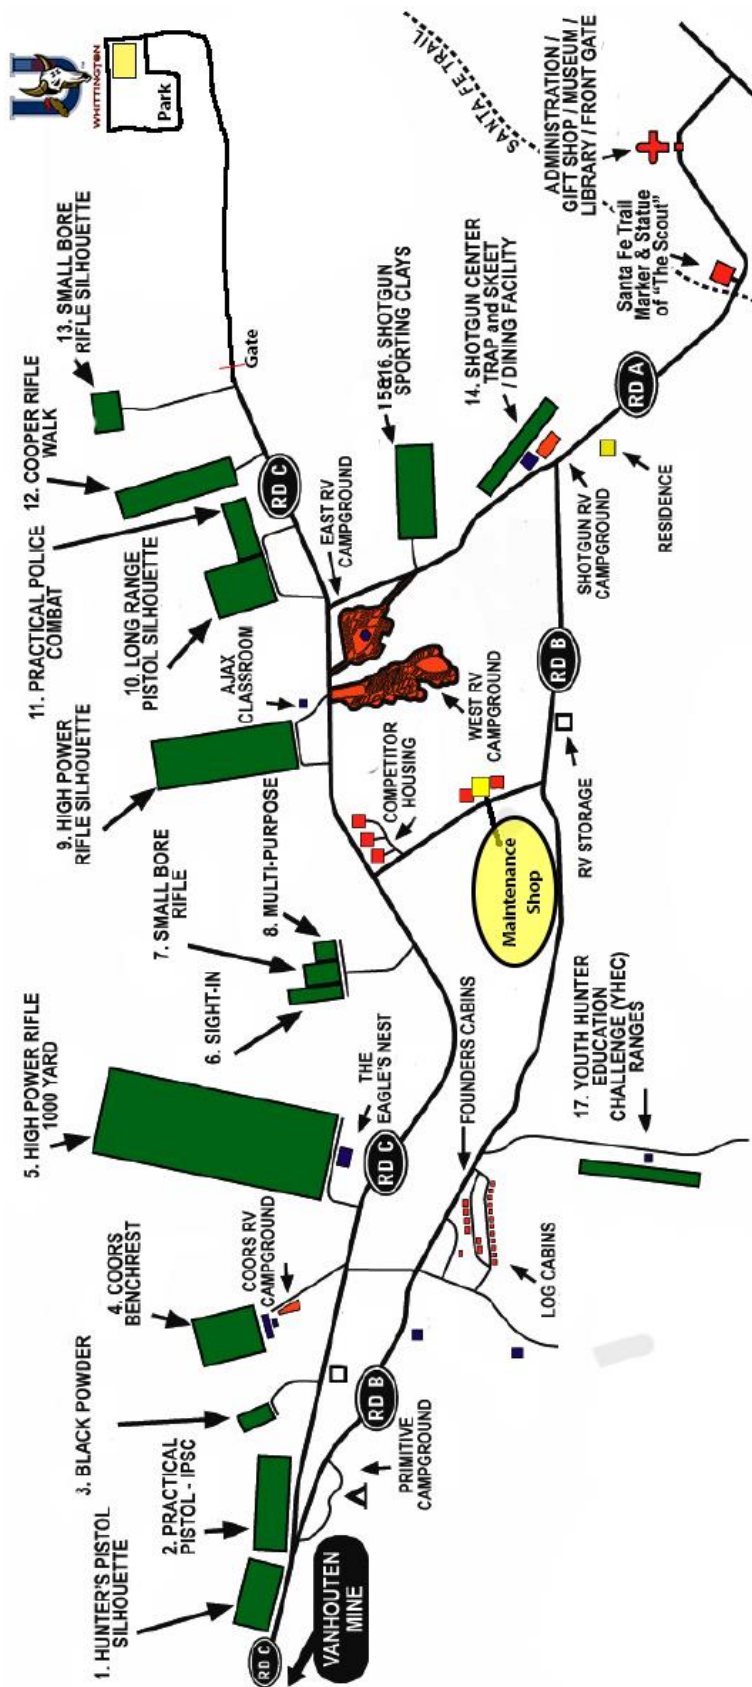 WHITTINGTON
Park
13. SMALL BORE
RIFLE SILHOUETTE
12. COOPER RIFLE
WALK
11. PRACTICAL POLICE
COMBAT
10. LONG RANGE
PISTOL SILHOUETTE
9. HIGH POWER
RIFLE SILHOUETTE
8. MULTI-PURPOSE
7. SMALL BORE
RIFLE
6. SIGHT-IN
5. HIGH POWER RIFLE
1000 YARD
4. COORS
BENCHREST
3. BLACK POWDER
2. PRACTICAL
PISTOL - IPSC
1. HUNTER'S PISTOL
SILHOUETTE
RD C
VANHOUTEN
MINE
PRIMITIVE
CAMPGROUND
RD B
COORS RV
CAMPGROUND
THE
EAGLE'S NEST
RD C
LOG CABINS
FOUNDERS CABINS
17. YOUTH HUNTER
EDUCATION
CHALLENGE (YHEC)
RANGES
Maintenance
Shop
COMPETITOR
HOUSING
RV STORAGE
WEST RV
CAMPGROUND
AJAX
CLASSROOM
EAST RV
CAMPGROUND
RD C
Gate
RD B
15&16. SHOTGUN
SPORTING CLAYS
14. SHOTGUN CENTER
TRAP and SKEET
/ DINING FACILITY
SHOTGUN RV
CAMPGROUND
RESIDENCE
RD A
Santa Fe Trail
Marker & Statue
of "The Scout"
ADMINISTRATION /
GIFT SHOP / MUSEUM /
LIBRARY / FRONT GATE
SANTA FE TRAIL